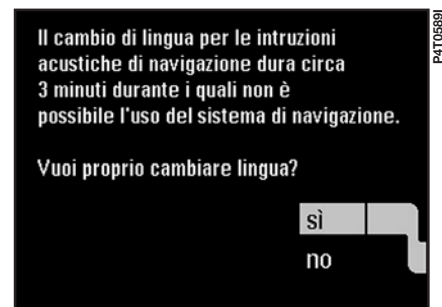 Il cambio di lingua per le intruzioni
acustiche di navigazione dura circa
3 minuti durante i quali non è
possibile l'uso del sistema di navigazione.
Vuoi proprio cambiare lingua?
sì
no
P4T0589I